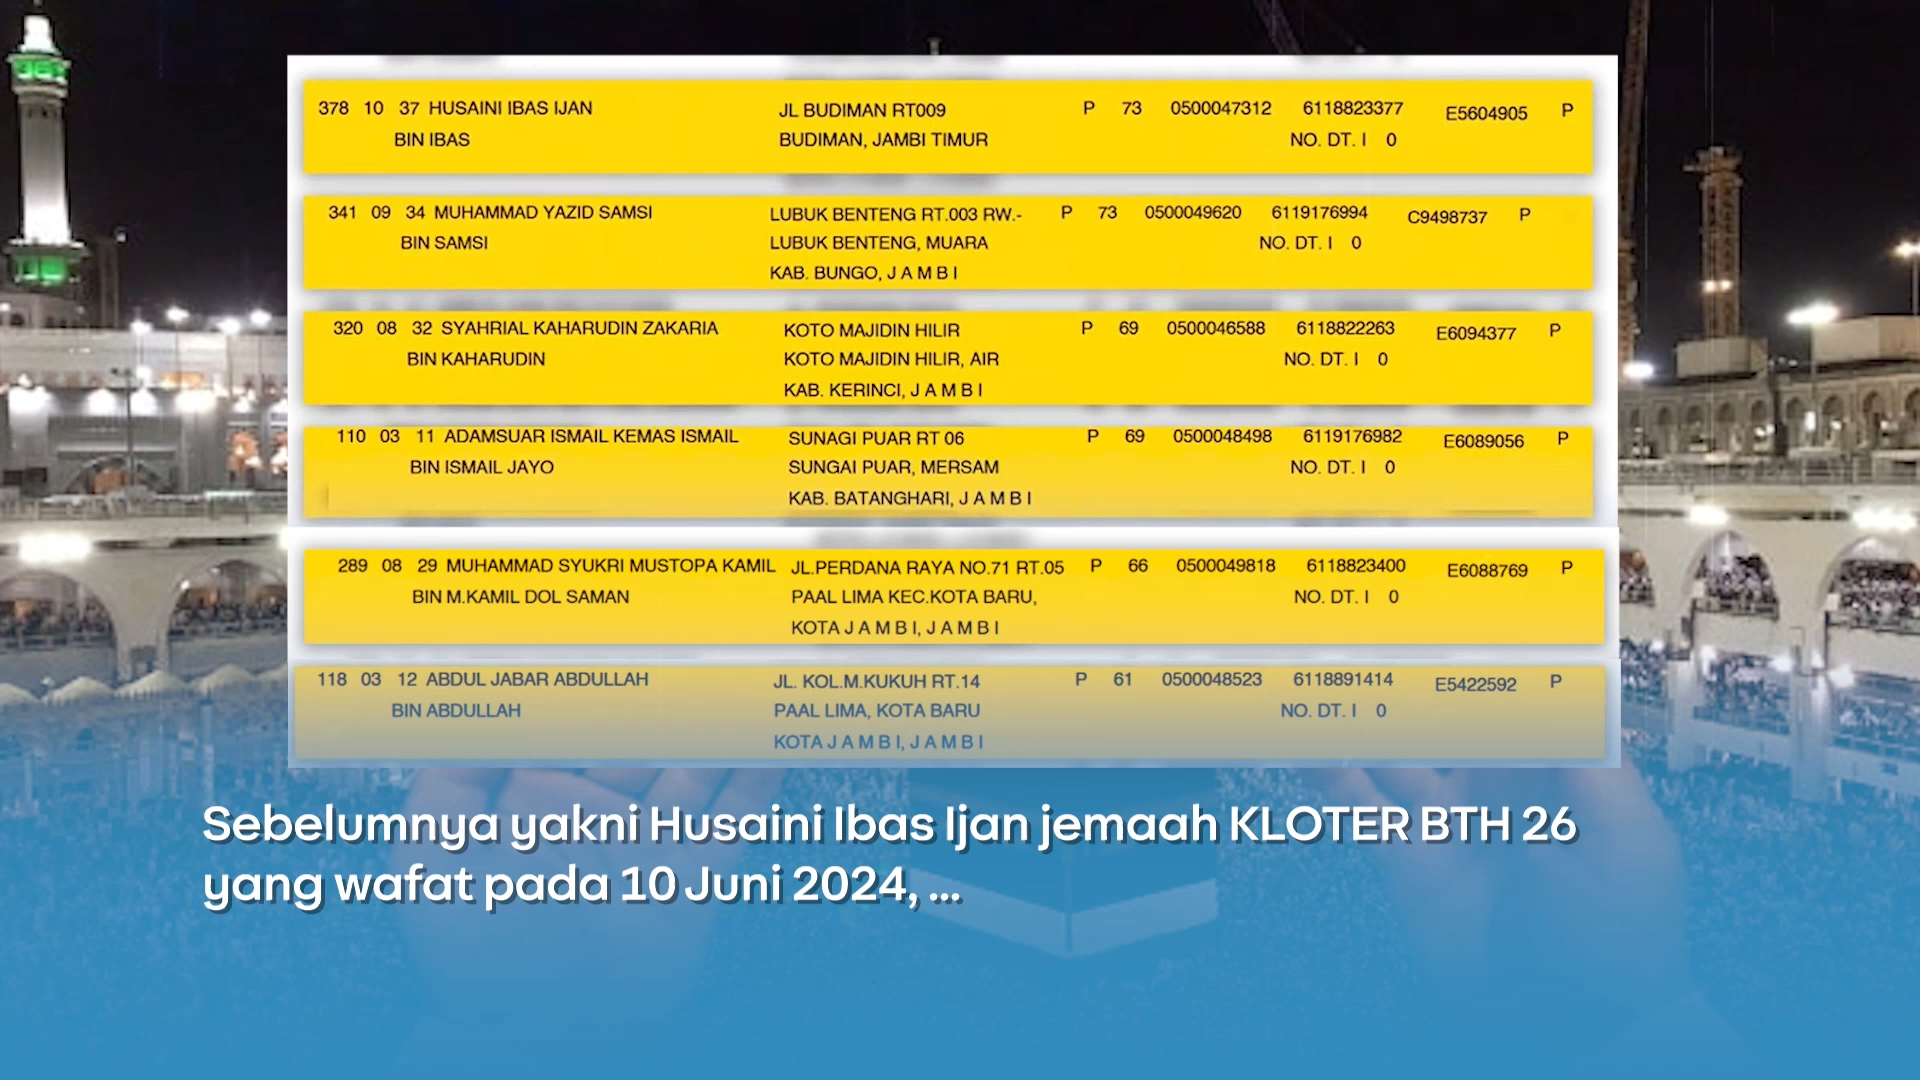 378 10 37 HUSAINI IBAS IJAN JL BUDIMAN RT009 P 73 0500047312 6118823377 E5604905 P
BIN IBAS BUDIMAN, JAMBI TIMUR NO. DT. I 0
341 09 34 MUHAMMAD YAZID SAMSI LUBUK BENTENG RT.003 RW.- P 73 0500049620 6119176994 C9498737 P
BIN SAMSI LUBUK BENTENG, MUARA NO. DT. I 0
KAB. BUNGO, J A M B I
320 08 32 SYAHRIAL KAHARUDIN ZAKARIA KOTO MAJIDIN HILIR P 69 0500046588 6118822263 E6094377 P
BIN KAHARUDIN KOTO MAJIDIN HILIR, AIR NO. DT. I 0
KAB. KERINCI, J A M B I
110 03 11 ADAMSUAR ISMAIL KEMAS ISMAIL SUNAGI PUAR RT 06 P 69 0500048498 6119176982 E6089056 P
BIN ISMAIL JAYO SUNGAI PUAR, MERSAM NO. DT. I 0
KAB. BATANGHARI, J A M B I
289 08 29 MUHAMMAD SYUKRI MUSTOPA KAMIL JL.PERDANA RAYA NO.71 RT.05 P 66 0500049818 6118823400 E6088769 P
BIN M.KAMIL DOL SAMAN PAAL LIMA KEC.KOTA BARU, NO. DT. I 0
KOTA J A M B I, J A M B I
118 03 12 ABDUL JABAR ABDULLAH JL. KOL.M.KUKUH RT.14 P 61 0500048523 6118891414 E5422592 P
BIN ABDULLAH PAAL LIMA, KOTA BARU NO. DT. I 0
KOTA J A M B I, J A M B I
Sebelumnya yakni Husaini Ibas Ijan jemaah KLOTER BTH 26
yang wafat pada 10 Juni 2024, ...